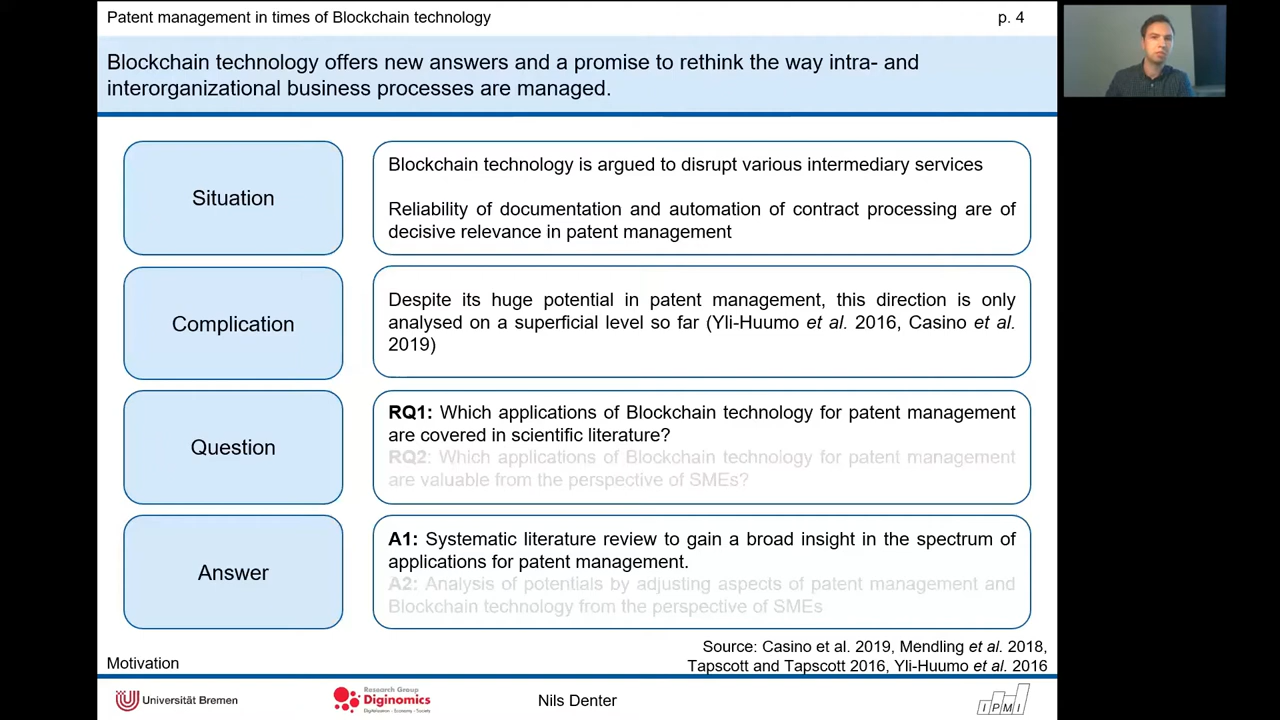 Patent management in times of Blockchain technology
p. 4
Blockchain technology offers new answers and a promise to rethink the way intra- and
interorganizational business processes are managed.
Situation
Blockchain technology is argued to disrupt various intermediary services
Reliability of documentation and automation of contract processing are of
decisive relevance in patent management
Complication
Despite its huge potential in patent management, this direction is only
analysed on a superficial level so far (Yli-Huumo et al. 2016, Casino et al.
2019)
Question
RQ1: Which applications of Blockchain technology for patent management
are covered in scientific literature?
RQ2: Which applications of Blockchain technology for patent management
are valuable from the perspective of SMEs?
Answer
A1: Systematic literature review to gain a broad insight in the spectrum of
applications for patent management.
A2: Analysis of potentials by adjusting aspects of patent management and
Blockchain technology from the perspective of SMEs
Source: Casino et al. 2019, Mendling et al. 2018,
Tapscott and Tapscott 2016, Yli-Huumo et al. 2016
Motivation
Universität Bremen
Research Group
Diginomics
Digitalization - Economy - Society
Nils Denter
IPMI